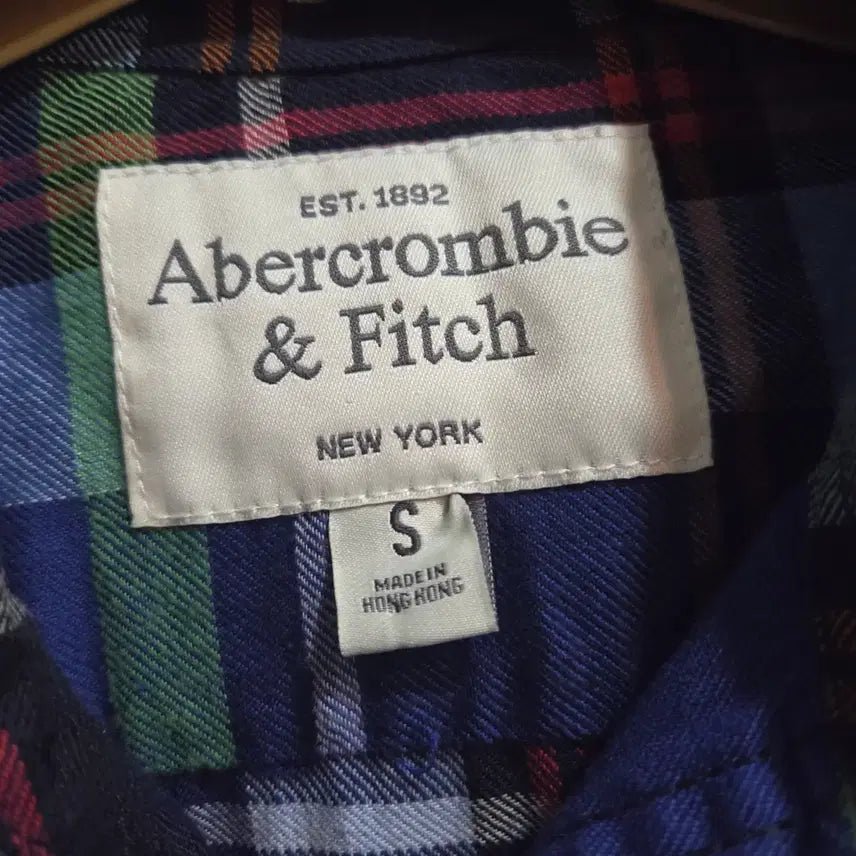 EST. 1892
Abercrombie
& Fitch
NEW YORK
S
MADE IN
HONG KONG